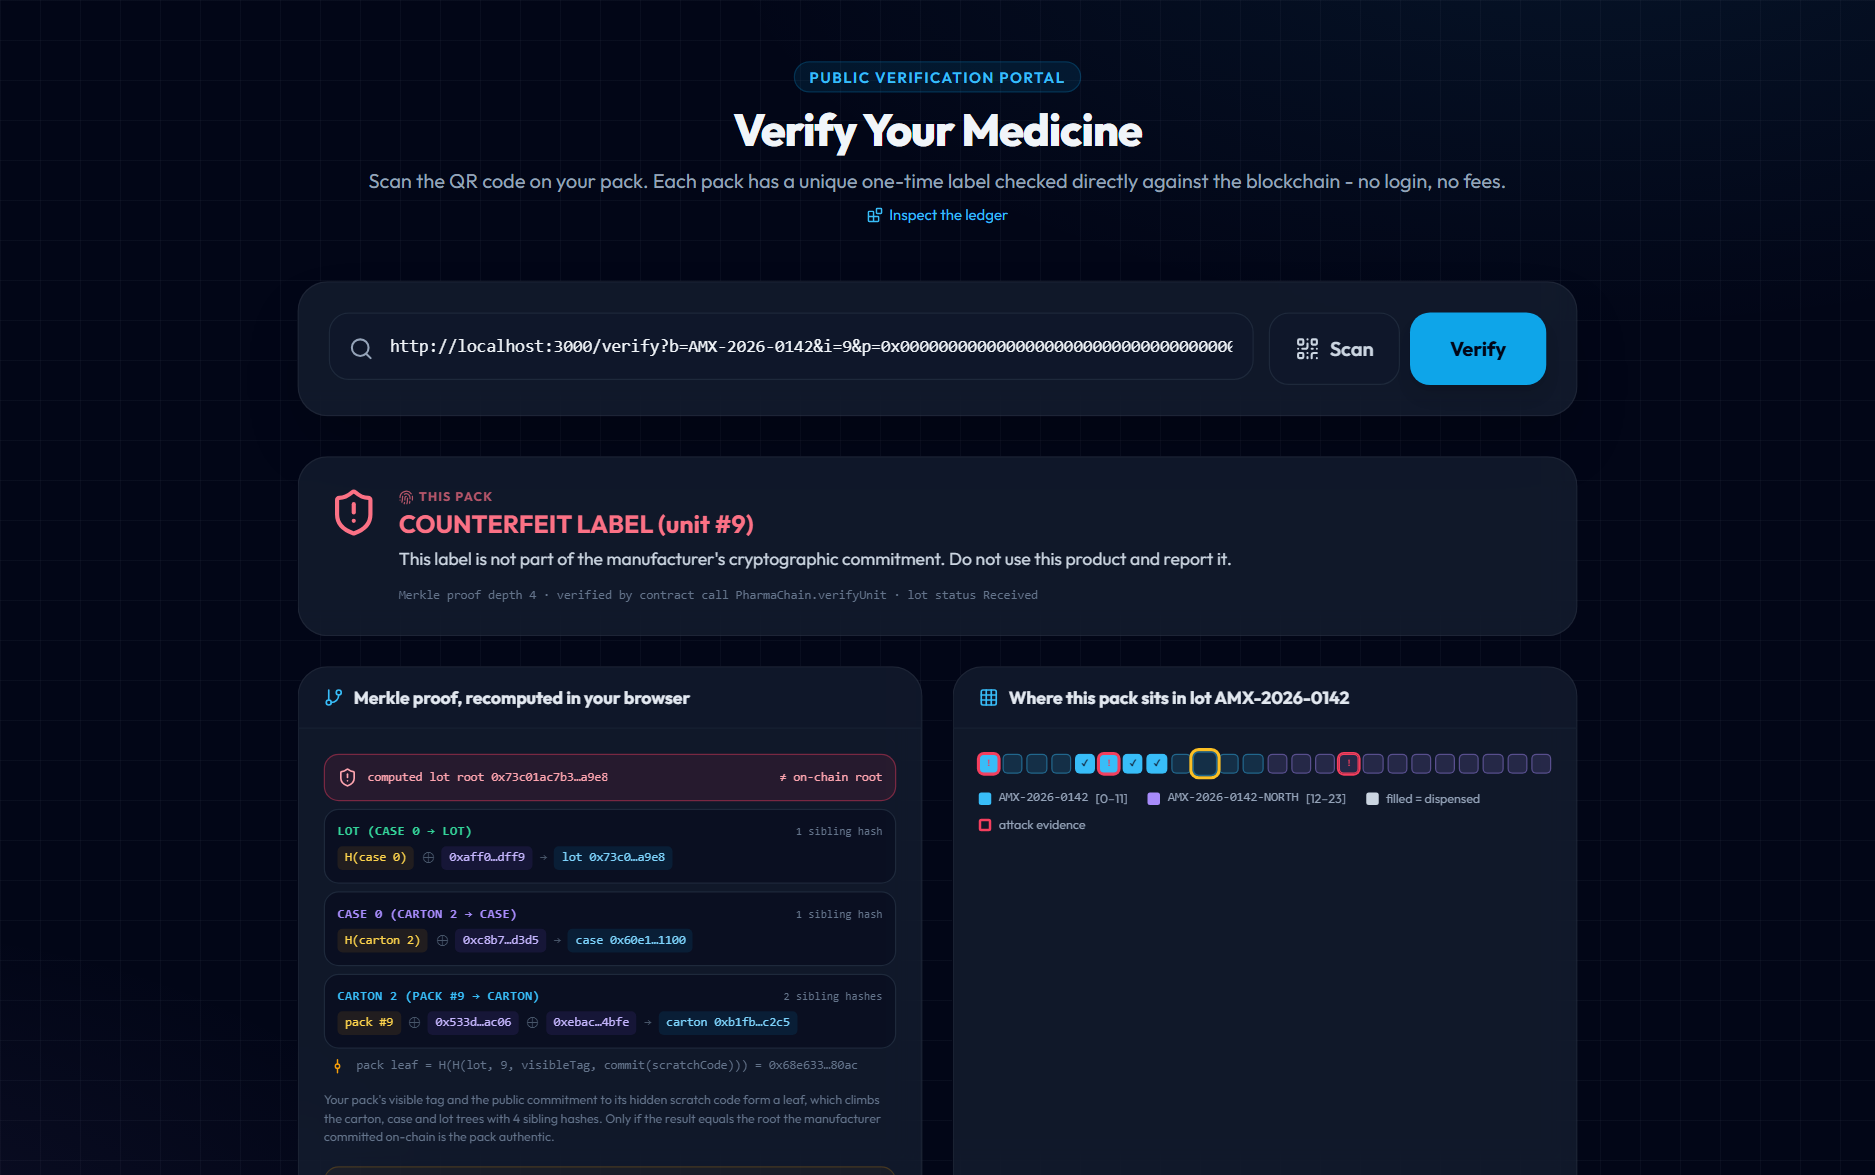 PUBLIC VERIFICATION PORTAL
Verify Your Medicine
Scan the QR code on your pack. Each pack has a unique one-time label checked directly against the blockchain - no login, no fees.
Inspect the ledger
http://localhost:3000/verify?b=AMX-2026-0142&i=9&p=0x0000000000000000000000000000000000
Scan
Verify
THIS PACK
COUNTERFEIT LABEL (unit #9)
This label is not part of the manufacturer's cryptographic commitment. Do not use this product and report it.
Merkle proof depth 4 · verified by contract call PharmaChain.verifyUnit · lot status Received
Merkle proof, recomputed in your browser
computed lot root 0x73c01ac7b3…a9e8 ≠ on-chain root
LOT (CASE 0 → LOT) 1 sibling hash
H(case 0) ⊕ 0xaff0…dff9 → lot 0x73c0…a9e8
CASE 0 (CARTON 2 → CASE) 1 sibling hash
H(carton 2) ⊕ 0xc8b7…d3d5 → case 0x60e1…1100
CARTON 2 (PACK #9 → CARTON) 2 sibling hashes
pack #9 ⊕ 0x533d…ac06 ⊕ 0xebac…4bfe → carton 0xb1fb…c2c5
pack leaf = H(H(lot, 9, visibleTag, commit(scratchCode))) = 0x68e633…80ac
Your pack's visible tag and the public commitment to its hidden scratch code form a leaf, which climbs
the carton, case and lot trees with 4 sibling hashes. Only if the result equals the root the manufacturer
committed on-chain is the pack authentic.
Where this pack sits in lot AMX-2026-0142
! ✓ ! ✓ ✓ !
AMX-2026-0142 [0–11] AMX-2026-0142-NORTH [12–23] filled = dispensed
attack evidence